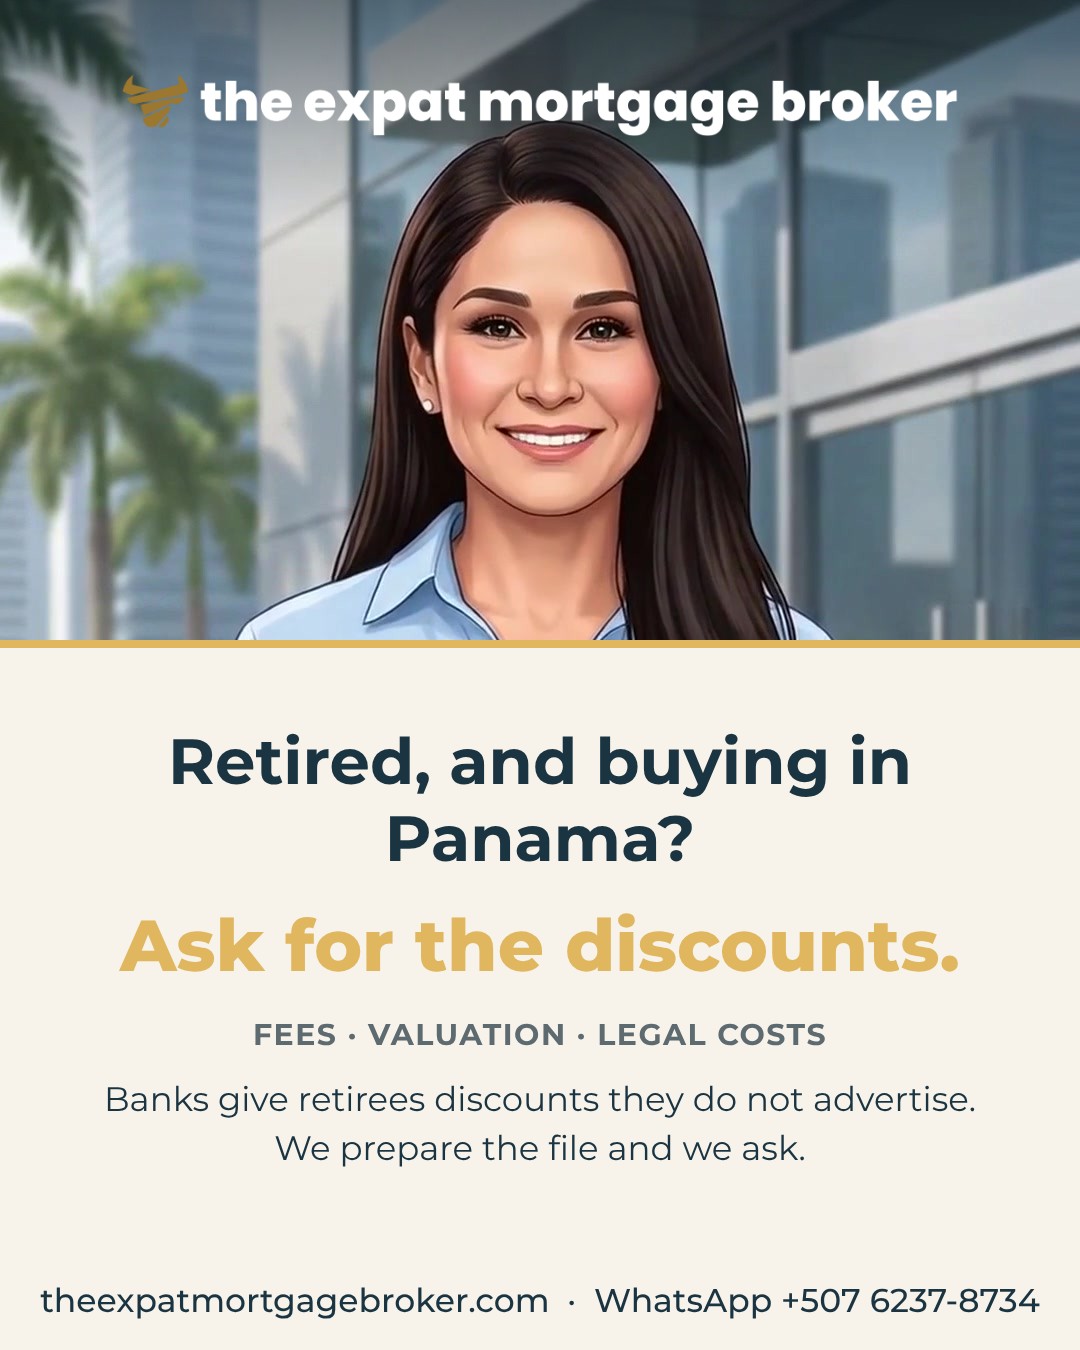 the expat mortgage broker
Retired, and buying in
Panama?
Ask for the discounts.
FEES · VALUATION · LEGAL COSTS
Banks give retirees discounts they do not advertise.
We prepare the file and we ask.
theexpatmortgagebroker.com · WhatsApp +507 6237-8734